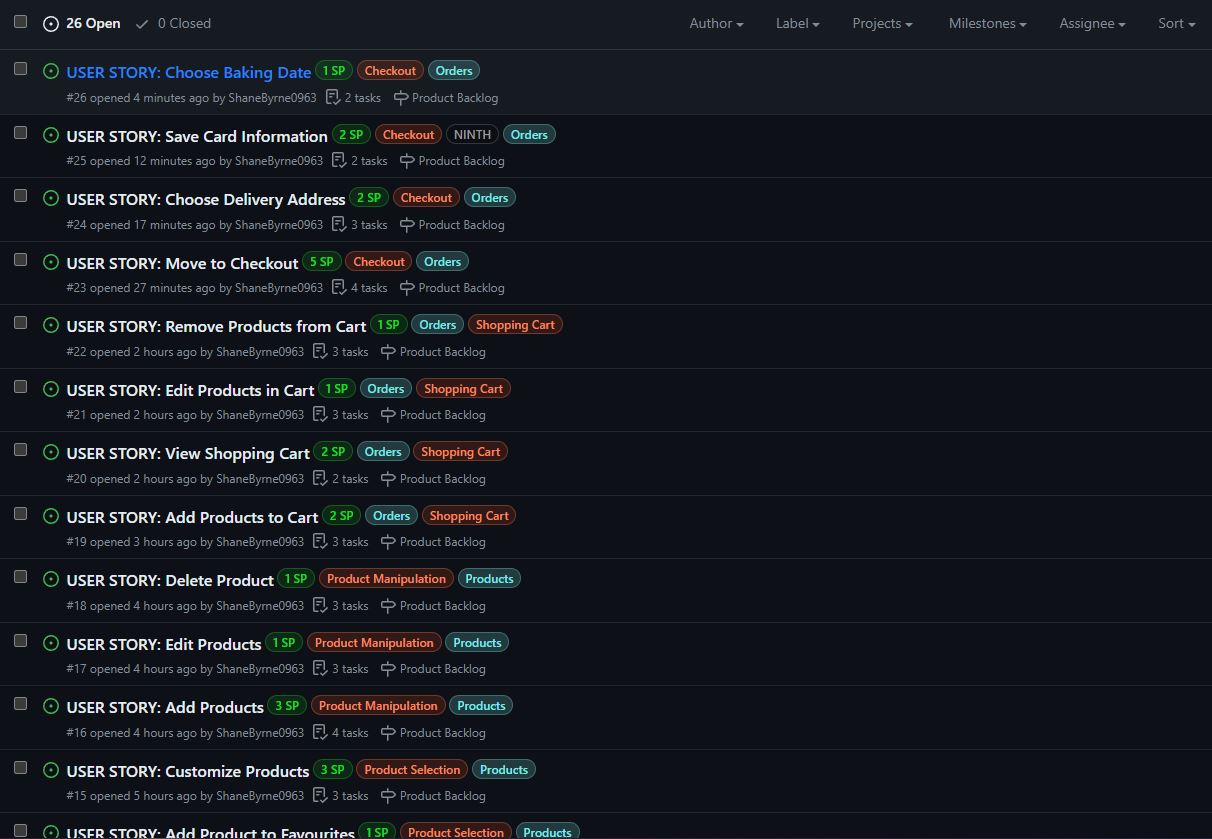 26 Open 0 Closed Author Label Projects Milestones Assignee Sort
USER STORY: Choose Baking Date 1 SP Checkout Orders
#26 opened 4 minutes ago by ShaneByrne0963 2 tasks Product Backlog
USER STORY: Save Card Information 2 SP Checkout NINTH Orders
#25 opened 12 minutes ago by ShaneByrne0963 2 tasks Product Backlog
USER STORY: Choose Delivery Address 2 SP Checkout Orders
#24 opened 17 minutes ago by ShaneByrne0963 3 tasks Product Backlog
USER STORY: Move to Checkout 5 SP Checkout Orders
#23 opened 27 minutes ago by ShaneByrne0963 4 tasks Product Backlog
USER STORY: Remove Products from Cart 1 SP Orders Shopping Cart
#22 opened 2 hours ago by ShaneByrne0963 3 tasks Product Backlog
USER STORY: Edit Products in Cart 1 SP Orders Shopping Cart
#21 opened 2 hours ago by ShaneByrne0963 3 tasks Product Backlog
USER STORY: View Shopping Cart 2 SP Orders Shopping Cart
#20 opened 2 hours ago by ShaneByrne0963 2 tasks Product Backlog
USER STORY: Add Products to Cart 2 SP Orders Shopping Cart
#19 opened 3 hours ago by ShaneByrne0963 3 tasks Product Backlog
USER STORY: Delete Product 1 SP Product Manipulation Products
#18 opened 4 hours ago by ShaneByrne0963 3 tasks Product Backlog
USER STORY: Edit Products 1 SP Product Manipulation Products
#17 opened 4 hours ago by ShaneByrne0963 3 tasks Product Backlog
USER STORY: Add Products 3 SP Product Manipulation Products
#16 opened 4 hours ago by ShaneByrne0963 4 tasks Product Backlog
USER STORY: Customize Products 3 SP Product Selection Products
#15 opened 5 hours ago by ShaneByrne0963 3 tasks Product Backlog
USER STORY: Add Product to Favourites 1 SP Product Selection Products